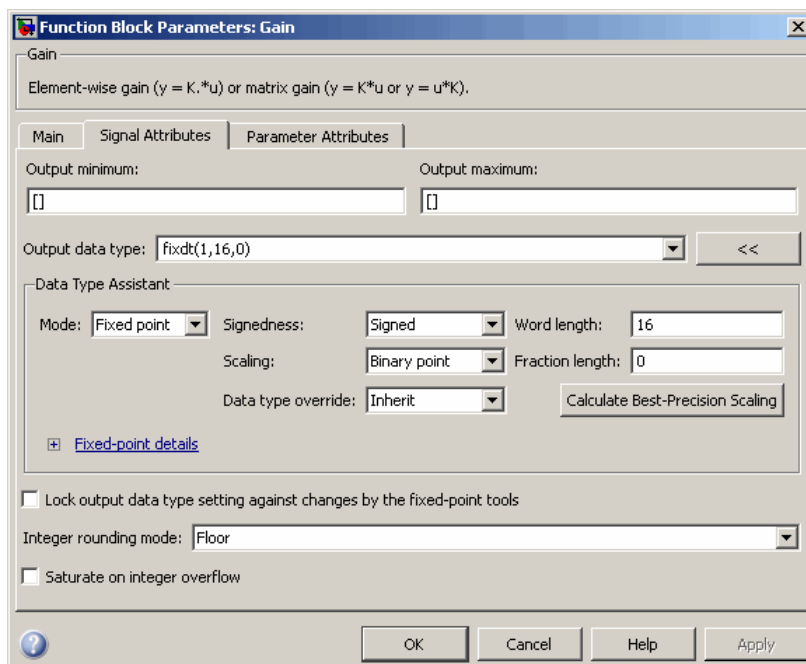 Function Block Parameters: Gain
Gain
Element-wise gain (y = K.*u) or matrix gain (y = K*u or y = u*K).
Main Signal Attributes Parameter Attributes
Output minimum: Output maximum:
[] []
Output data type: fixdt(1,16,0) <<
Data Type Assistant
Mode: Fixed point Signedness: Signed Word length: 16
Scaling: Binary point Fraction length: 0
Data type override: Inherit Calculate Best-Precision Scaling
Fixed-point details
Lock output data type setting against changes by the fixed-point tools
Integer rounding mode: Floor
Saturate on integer overflow
OK Cancel Help Apply